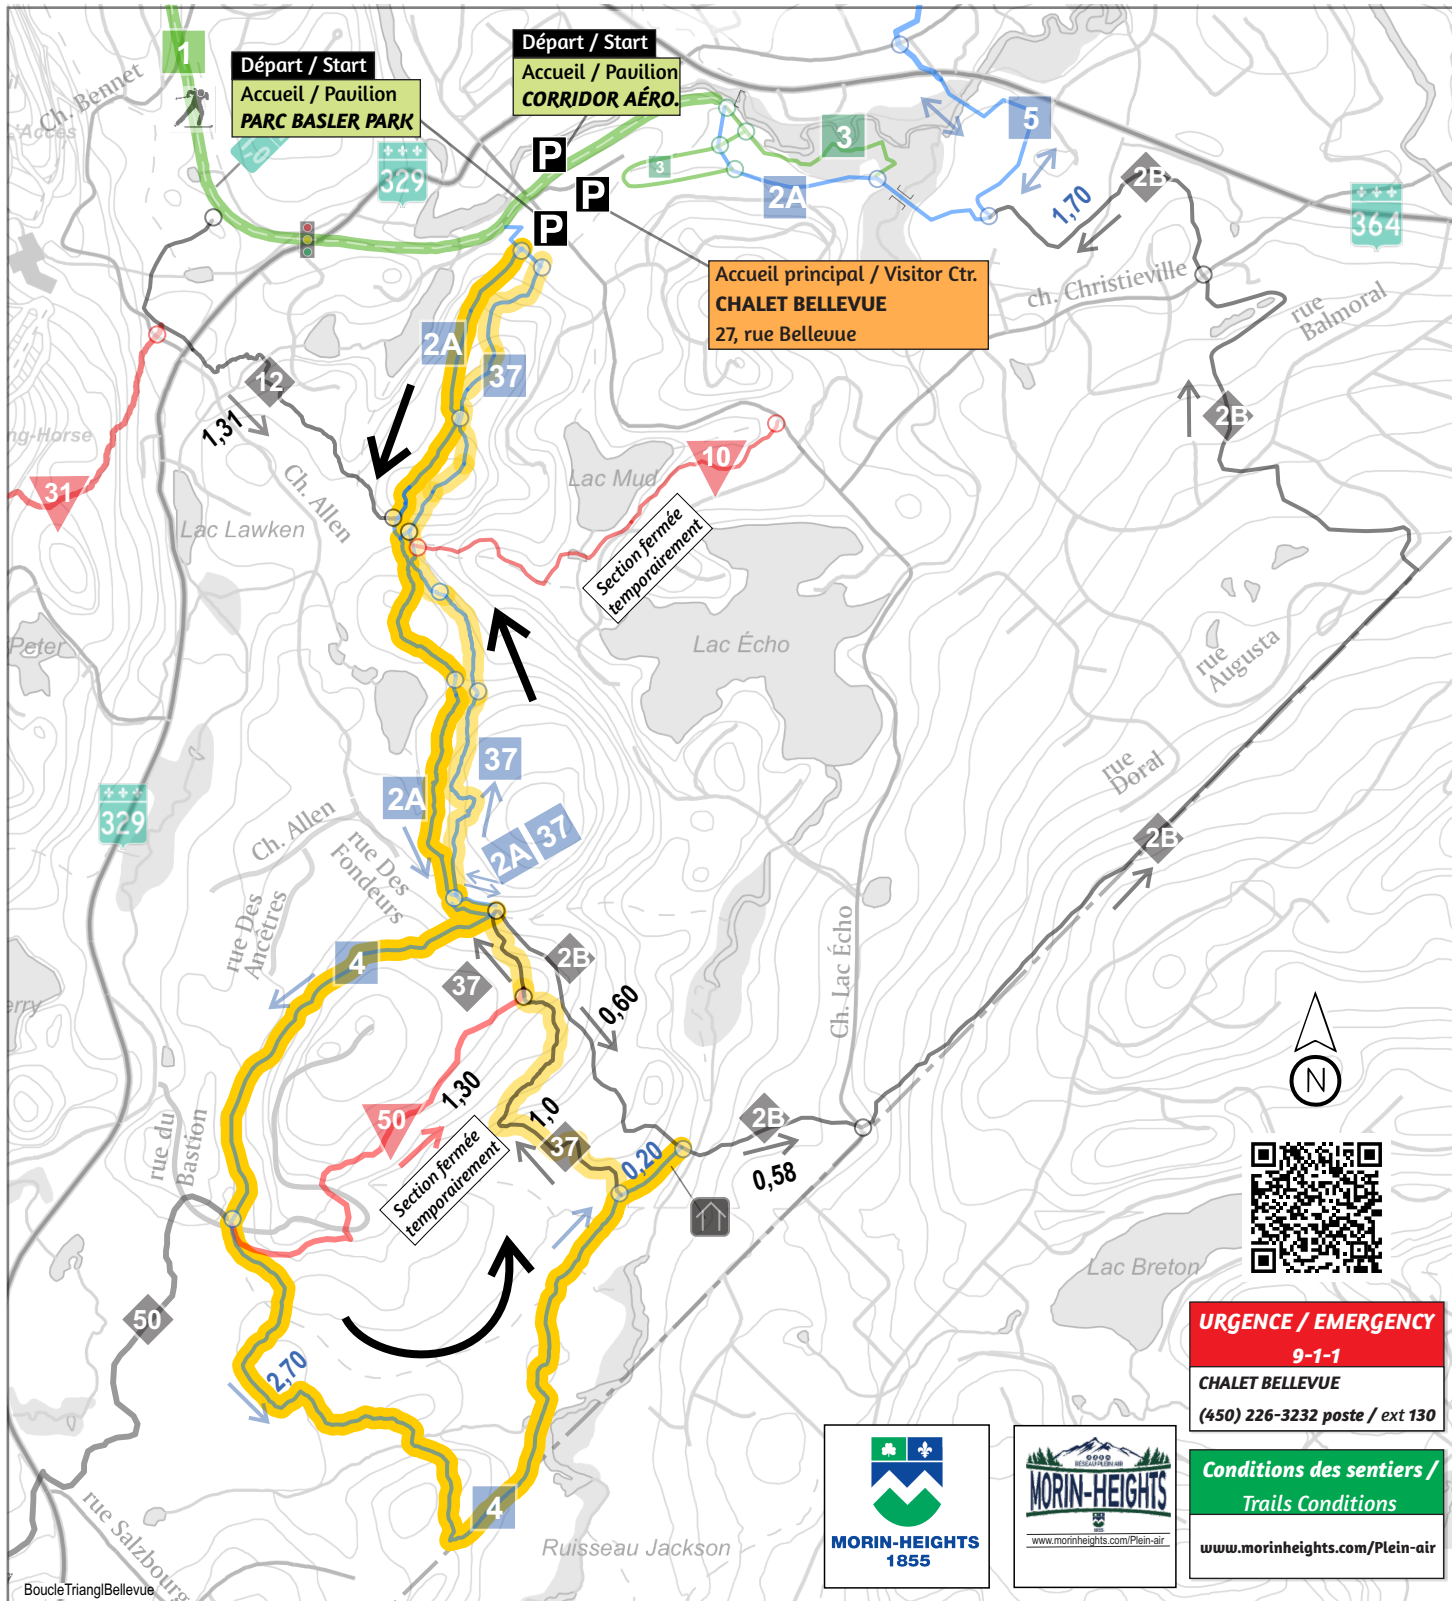 1
Départ / Start
Accueil / Pavilion
PARC BASLER PARK
Départ / Start
Accueil / Pavilion
CORRIDOR AÉRO.
Ch. Bennet
329
P
P
P
3
3
2A
5
1,70
2B
364
Accueil principal / Visitor Ctr.
CHALET BELLEVUE
27, rue Bellevue
ch. Christieville
rue
Balmoral
2A
37
12
1,31
2B
ng-Horse
31
Ch. Allen
Lac Lawken
Lac Mud
10
Section fermée
temporairement
Peter
Lac Écho
rue
Augusta
rue
Doral
37
2A
329
Ch. Allen
rue Des
Fondeurs
2A
37
2B
rue Des
Ancêtres
4
37
2B
0,60
Ch. Lac Écho
erry
N
1,30
50
1,0
37
0,20
2B
0,58
Section fermée
temporairement
rue du
Bastion
50
2,70
Lac Breton
4
rue Salzbourg
Ruisseau Jackson
URGENCE / EMERGENCY
9-1-1
CHALET BELLEVUE
(450) 226-3232 poste / ext 130
Conditions des sentiers /
Trails Conditions
www.morinheights.com/Plein-air
MORIN-HEIGHTS
1855
RÉSEAU PLEIN AIR
MORIN-HEIGHTS
1855
www.morinheights.com/Plein-air
BoucleTrianglBellevue